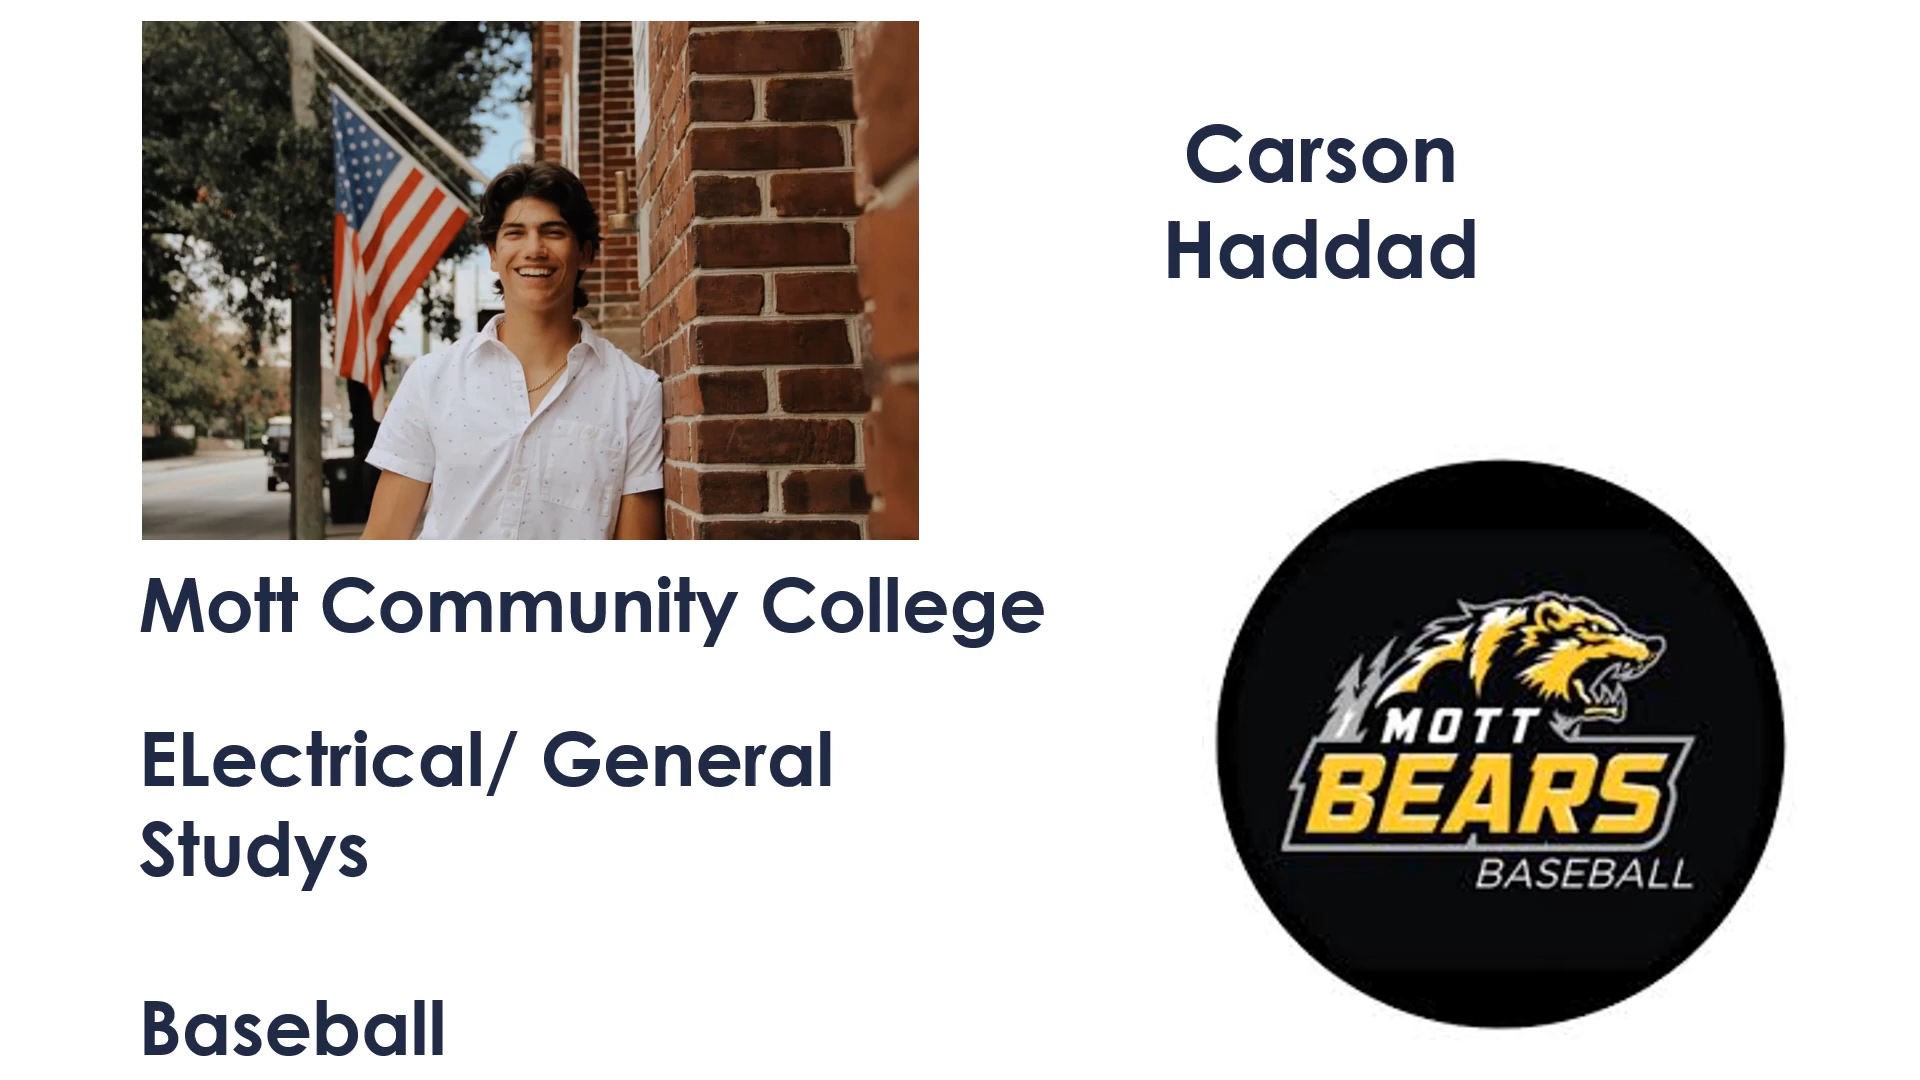 Carson
Haddad
Mott Community College
ELectrical/ General
Studys
Baseball
MOTT
BEARS
BASEBALL